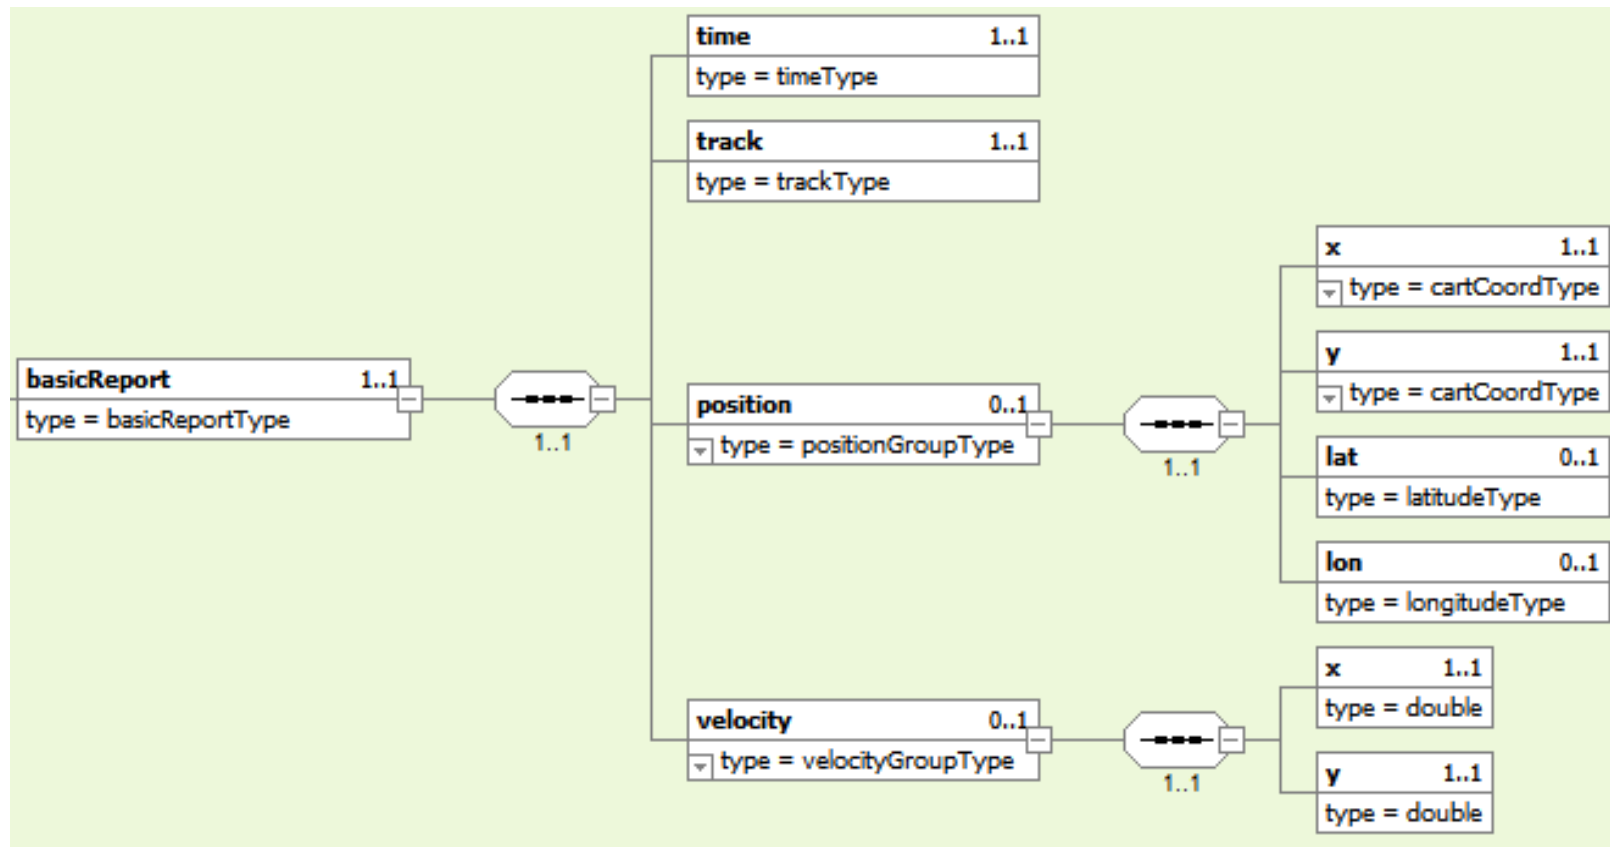 time 1..1
type = timeType
track 1..1
type = trackType
x 1..1
type = cartCoordType
y 1..1
type = cartCoordType
basicReport 1..1
type = basicReportType
1..1
position 0..1
type = positionGroupType
1..1
lat 0..1
type = latitudeType
lon 0..1
type = longitudeType
velocity 0..1
type = velocityGroupType
1..1
x 1..1
type = double
y 1..1
type = double